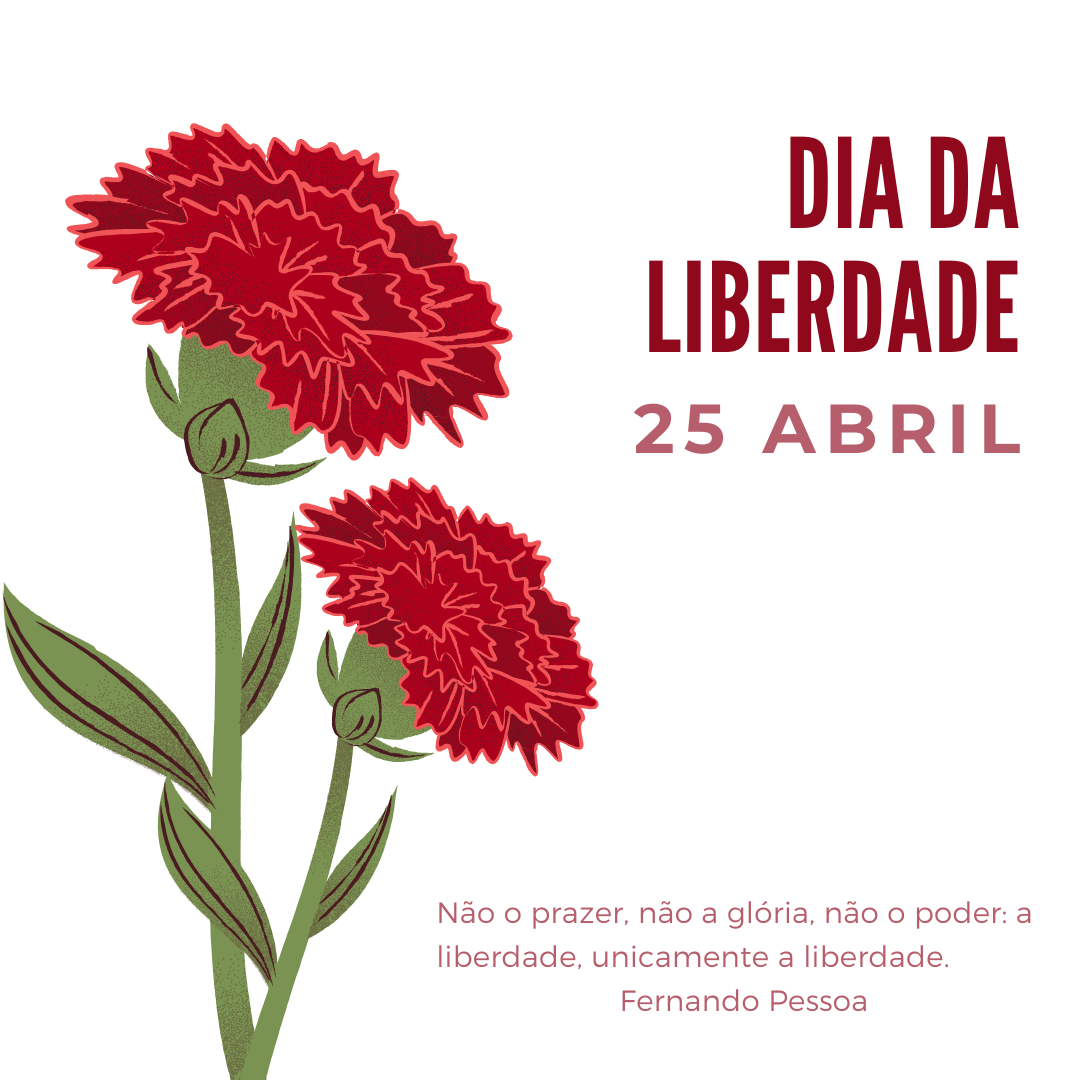 DIA DA
LIBERDADE
25 ABRIL
Não o prazer, não a glória, não o poder: a
liberdade, unicamente a liberdade.
Fernando Pessoa